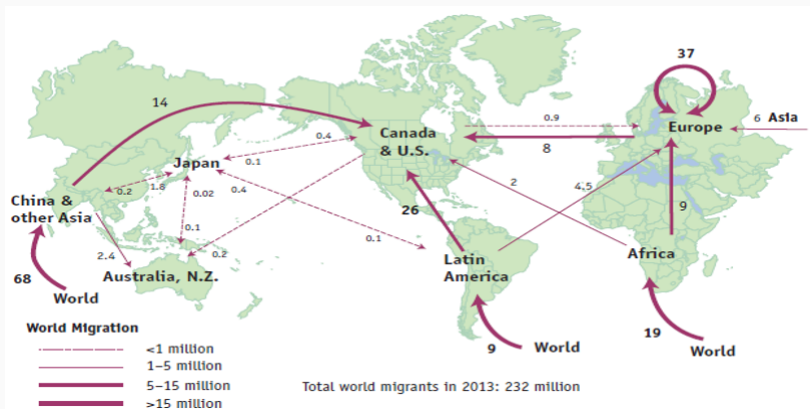 37
14
0.9
6 Asia
Canada
& U.S.
Europe
0.4
8
Japan
0.1
0.2
1.8
0.02
0.4
2
4.5
China &
other Asia
26
9
0.1
0.2
0.1
2.4
Latin
America
Africa
68
Australia, N.Z.
World
19
World Migration
9
World
World
<1 million
1–5 million
5–15 million
>15 million
Total world migrants in 2013: 232 million